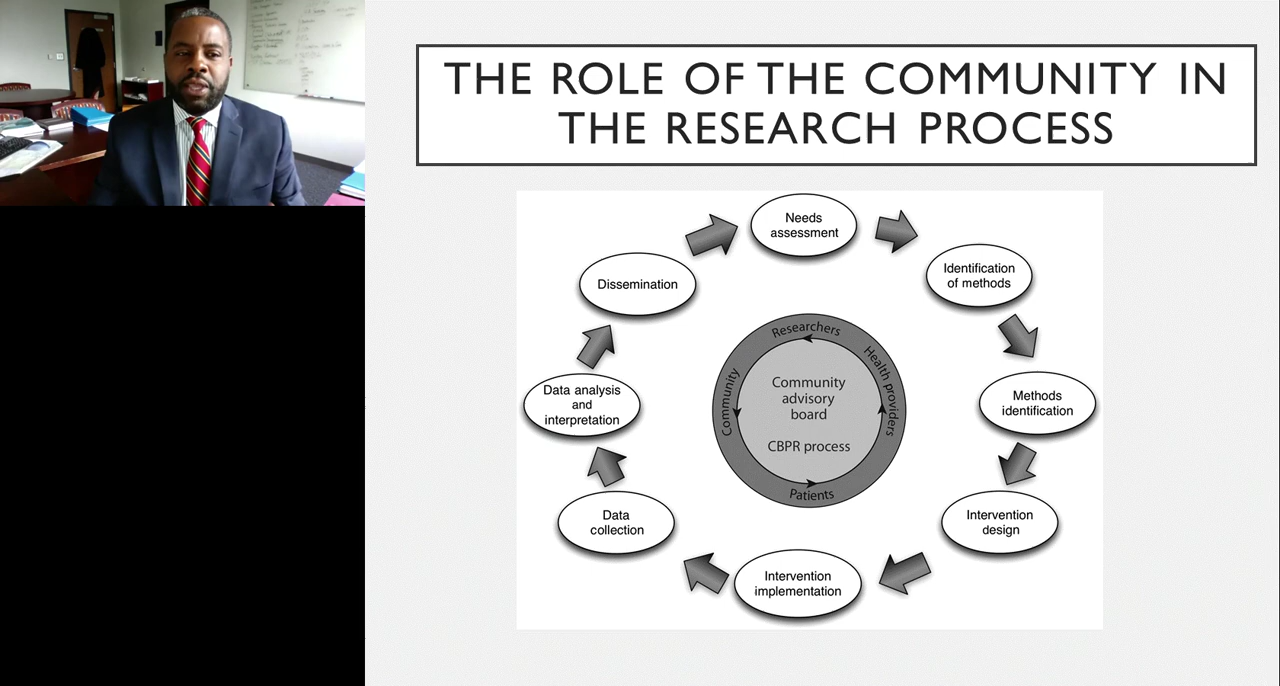 THE ROLE OF THE COMMUNITY IN
THE RESEARCH PROCESS
Needs
assessment
Identification
of methods
Methods
identification
Intervention
design
Intervention
implementation
Data
collection
Data analysis
and
interpretation
Dissemination
Researchers
Health providers
Patients
Community
Community
advisory
board
CBPR process